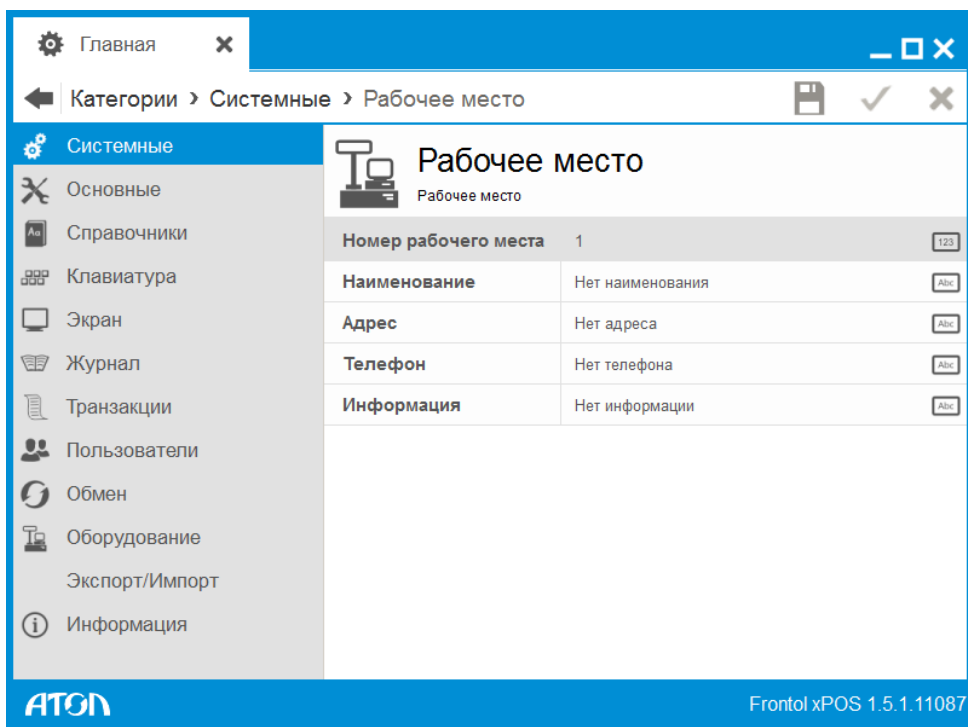 Главная
Категории > Системные > Рабочее место
Системные
Основные
Справочники
Клавиатура
Экран
Журнал
Транзакции
Пользователи
Обмен
Оборудование
Экспорт/Импорт
Информация
Рабочее место
Рабочее место
Номер рабочего места 1 123
Наименование Нет наименования Abc
Адрес Нет адреса Abc
Телефон Нет телефона Abc
Информация Нет информации Abc
АТОЛ Frontol xPOS 1.5.1.11087